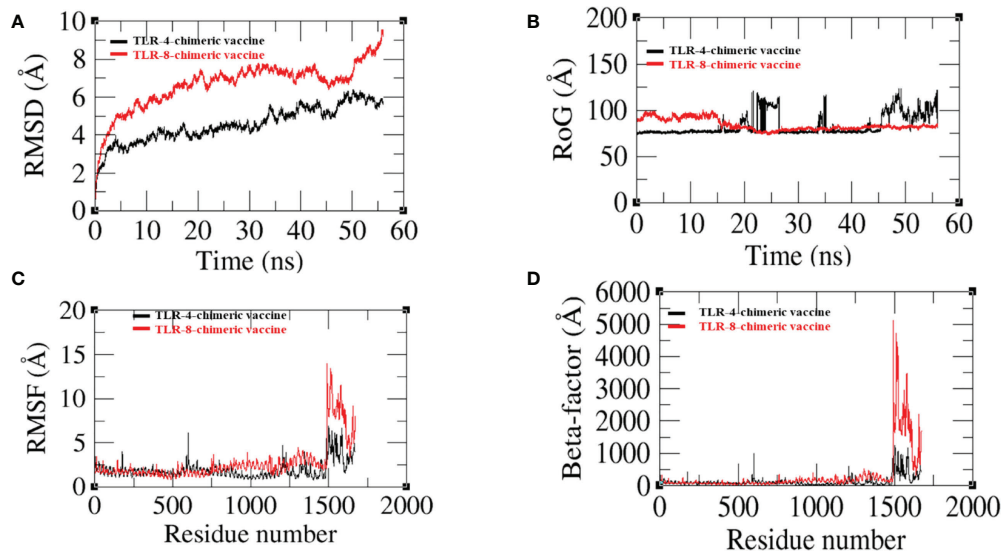 A
TLR-4-chimeric vaccine
TLR-8-chimeric vaccine
RMSD (Å)
10
8
6
4
2
0
0 10 20 30 40 50 60
Time (ns)
B
TLR-4-chimeric vaccine
TLR-8-chimeric vaccine
RoG (Å)
200
150
100
50
0
0 10 20 30 40 50 60
Time (ns)
C
TLR-4-chimeric vaccine
TLR-8-chimeric vaccine
RMSF (Å)
20
15
10
5
0
0 500 1000 1500 2000
Residue number
D
TLR-4-chimeric vaccine
TLR-8-chimeric vaccine
Beta-factor (Å)
6000
5000
4000
3000
2000
1000
0
0 500 1000 1500 2000
Residue number